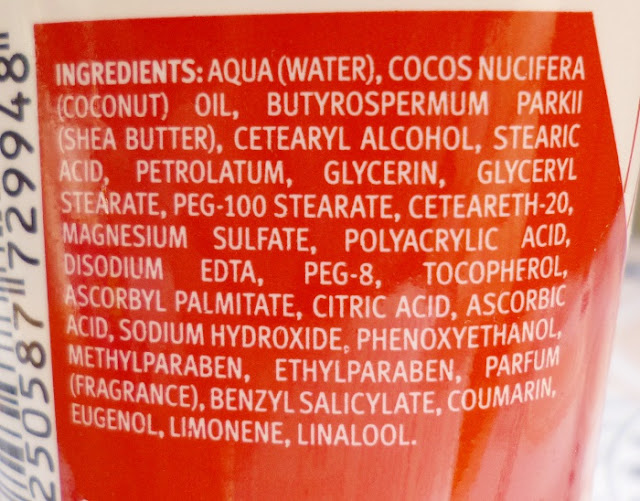 INGREDIENTS: AQUA (WATER), COCOS NUCIFERA
(COCONUT) OIL, BUTYROSPERMUM PARKII
(SHEA BUTTER), CETEARYL ALCOHOL, STEARIC
ACID, PETROLATUM, GLYCERIN, GLYCERYL
STEARATE, PEG-100 STEARATE, CETEARETH-20,
MAGNESIUM SULFATE, POLYACRYLIC ACID,
DISODIUM EDTA, PEG-8, TOCOPHEROL,
ASCORBYL PALMITATE, CITRIC ACID, ASCORBIC
ACID, SODIUM HYDROXIDE, PHENOXYETHANOL,
METHYLPARABEN, ETHYLPARABEN, PARFUM
(FRAGRANCE), BENZYL SALICYLATE, COUMARIN,
EUGENOL, LIMONENE, LINALOOL.
250587 729948